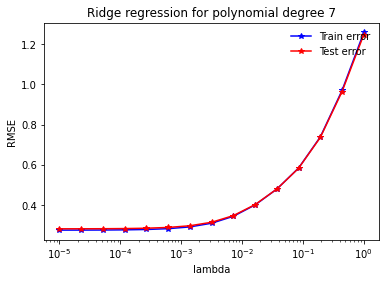 Ridge regression for polynomial degree 7
Train error
Test error
RMSE
1.2
1.0
0.8
0.6
0.4
10⁻⁵
10⁻⁴
10⁻³
10⁻²
10⁻¹
10⁰
lambda